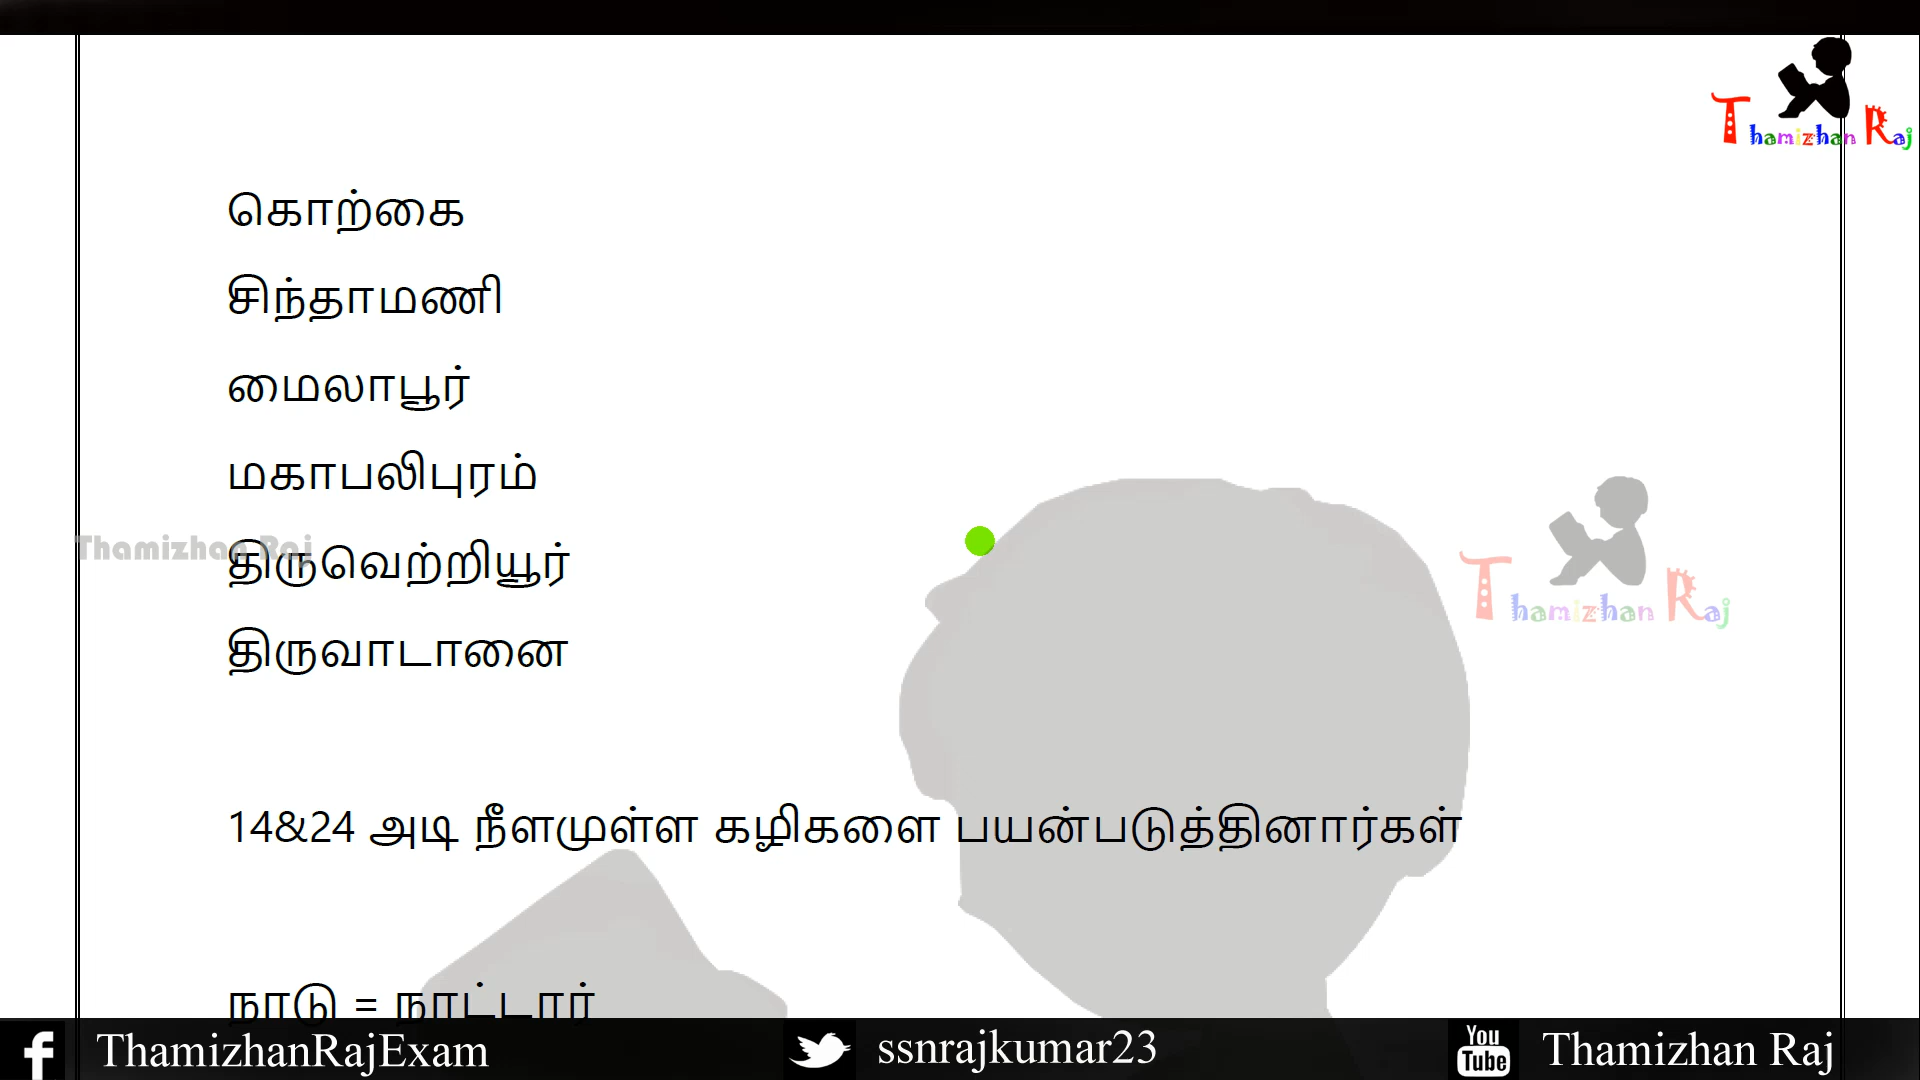 Thamizhan Raj
கொற்கை
சிந்தாமணி
மைலாபூர்
மகாபலிபுரம்
Thamizhan Raj
திருவெற்றியூர்
Thamizhan Raj
திருவாடானை
14&24 அடி நீளமுள்ள கழிகளை பயன்படுத்தினார்கள்
நாடு = நாட்டார்
ThamizhanRajExam
ssnrajkumar23
You Tube
Thamizhan Raj